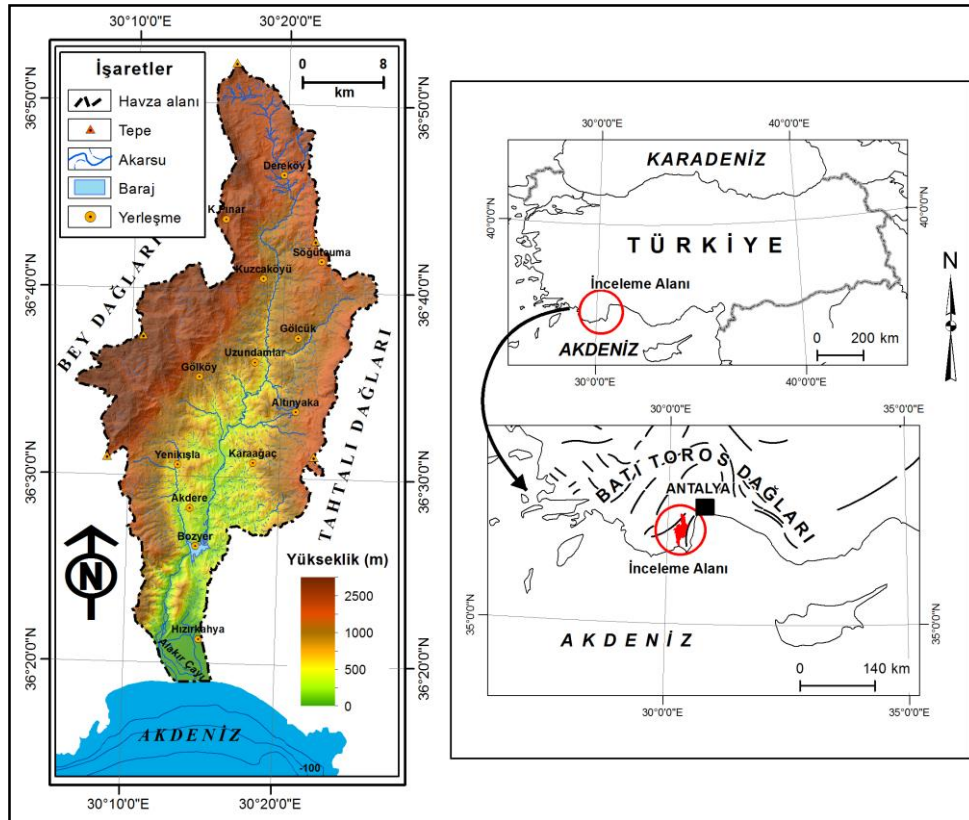 30°10'0"E
30°20'0"E
İşaretler
Havza alanı
Tepe
Akarsu
Baraj
Yerleşme
0 8
km
36°50'0"N
36°50'0"N
Dereköy
K.Pınar
Söğütcuma
Kuzcaköyü
36°40'0"N
36°40'0"N
BEY DAĞLARI
Gölcük
Uzundamlar
Gölköy
Altınyaka
TAHTALI DAĞLARI
Yenikışla
Karaağaç
36°30'0"N
36°30'0"N
Akdere
Bozyer
N
Yükseklik (m)
2500
1000
500
0
Hızırkahya
Alakır Çayı
36°20'0"N
36°20'0"N
AKDENİZ
-100
30°10'0"E
30°20'0"E
30°0'0"E
40°0'0"E
KARADENİZ
40°0'0"N
40°0'0"N
TÜRKİYE
İnceleme Alanı
AKDENİZ
0 200 km
30°0'0"E
40°0'0"E
N
30°0'0"E
35°0'0"E
BATI TOROS DAĞLARI
ANTALYA
İnceleme Alanı
35°0'0"N
35°0'0"N
AKDENİZ
0 140 km
30°0'0"E
35°0'0"E